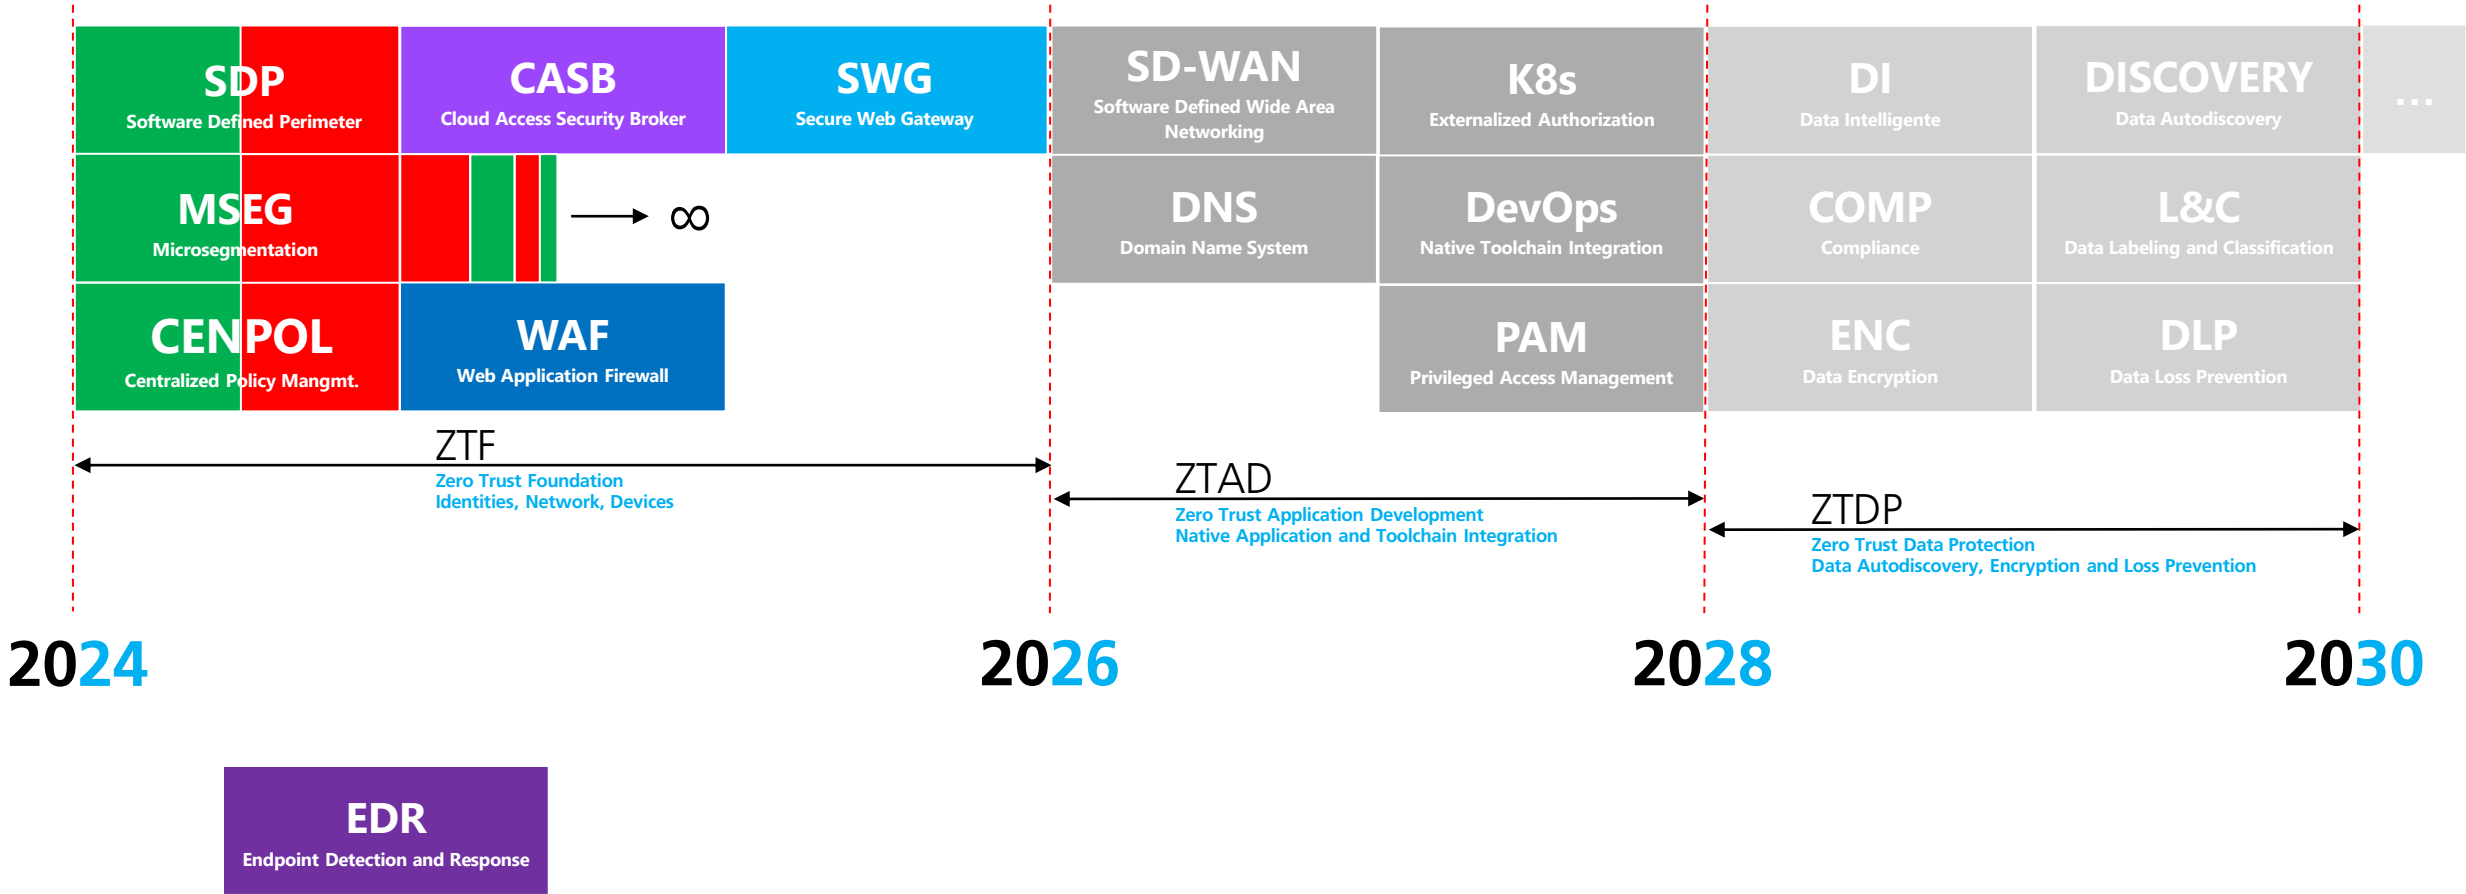 SDP
Software Defined Perimeter
CASB
Cloud Access Security Broker
SWG
Secure Web Gateway
SD-WAN
Software Defined Wide Area
Networking
K8s
Externalized Authorization
DI
Data Intelligente
DISCOVERY
Data Autodiscovery
...
MSEG
Microsegmentation
∞
DNS
Domain Name System
DevOps
Native Toolchain Integration
COMP
Compliance
L&C
Data Labeling and Classification
CENPOL
Centralized Policy Mangmt.
WAF
Web Application Firewall
PAM
Privileged Access Management
ENC
Data Encryption
DLP
Data Loss Prevention
ZTF
Zero Trust Foundation
Identities, Network, Devices
ZTAD
Zero Trust Application Development
Native Application and Toolchain Integration
ZTDP
Zero Trust Data Protection
Data Autodiscovery, Encryption and Loss Prevention
2024
2026
2028
2030
EDR
Endpoint Detection and Response